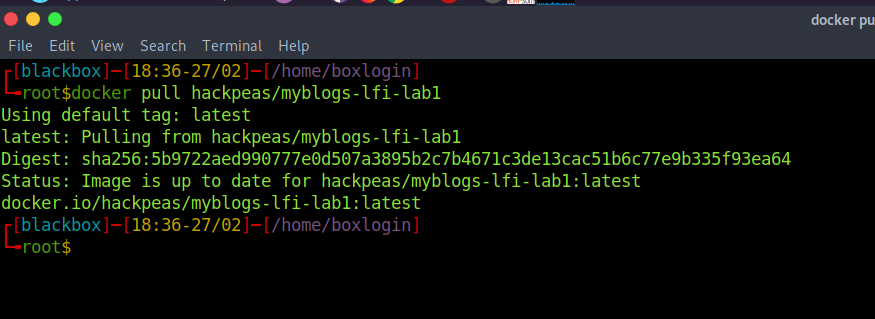 docker pu
File Edit View Search Terminal Help
┌[blackbox]─[18:36-27/02]─[/home/boxlogin]
└╼root$docker pull hackpeas/myblogs-lfi-lab1
Using default tag: latest
latest: Pulling from hackpeas/myblogs-lfi-lab1
Digest: sha256:5b9722aed990777e0d507a3895b2c7b4671c3de13cac51b6c77e9b335f93ea64
Status: Image is up to date for hackpeas/myblogs-lfi-lab1:latest
docker.io/hackpeas/myblogs-lfi-lab1:latest
┌[blackbox]─[18:36-27/02]─[/home/boxlogin]
└╼root$